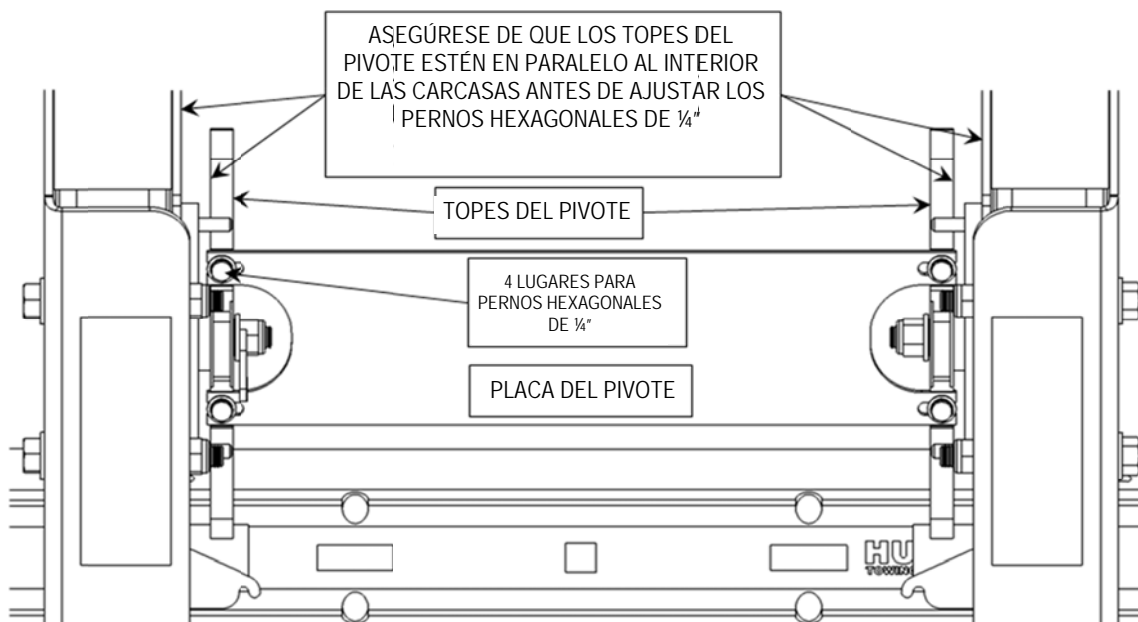 ASEGÚRESE DE QUE LOS TOPES DEL
PIVOTE ESTÉN EN PARALELO AL INTERIOR
DE LAS CARCASAS ANTES DE AJUSTAR LOS
PERNOS HEXAGONALES DE ¼"
TOPES DEL PIVOTE
4 LUGARES PARA
PERNOS HEXAGONALES
DE ¼"
PLACA DEL PIVOTE
HU
TOWING